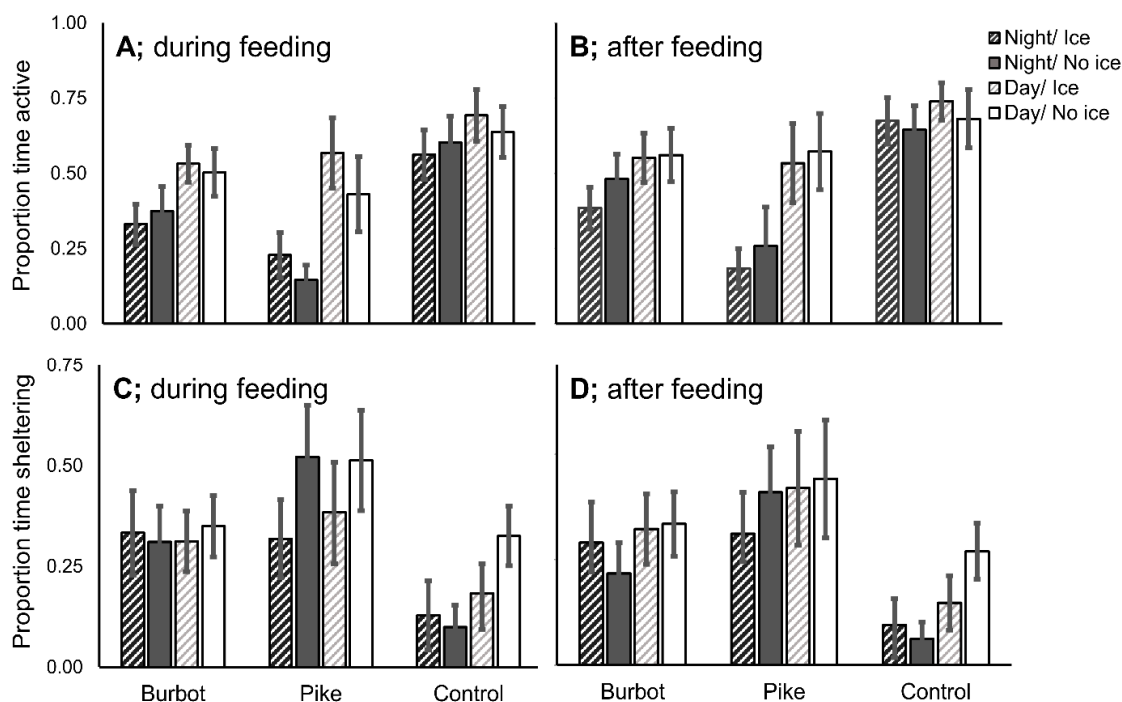 A; during feeding
B; after feeding
Night/ Ice
Night/ No ice
Day/ Ice
Day/ No ice
Proportion time active
1.00
0.75
0.50
0.25
0.00
C; during feeding
D; after feeding
Proportion time sheltering
0.75
0.50
0.25
0.00
Burbot Pike Control Burbot Pike Control